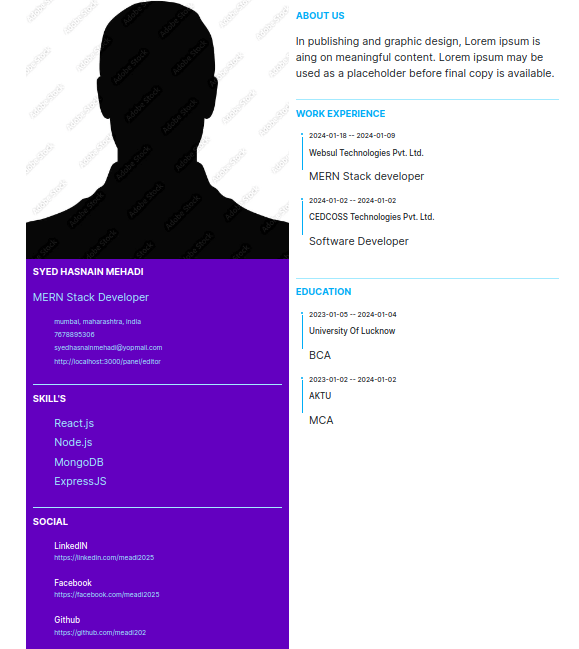 Adobe Stock
SYED HASNAIN MEHADI
MERN Stack Developer
mumbai, maharashtra, india
7678895306
syedhasnainmehadi@yopmail.com
http://localhost:3000/panel/editor
SKILL'S
React.js
Node.js
MongoDB
ExpressJS
SOCIAL
LinkedIN
https://linkedin.com/mead12025
Facebook
https://facebook.com/mead12025
Github
https://github.com/mead1202
ABOUT US
In publishing and graphic design, Lorem ipsum is
aing on meaningful content. Lorem ipsum may be
used as a placeholder before final copy is available.
WORK EXPERIENCE
2024-01-18 -- 2024-01-09
Websul Technologies Pvt. Ltd.
MERN Stack developer
2024-01-02 -- 2024-01-02
CEDCOSS Technologies Pvt. Ltd.
Software Developer
EDUCATION
2023-01-05 -- 2024-01-04
University Of Lucknow
BCA
2023-01-02 -- 2024-01-02
AKTU
MCA